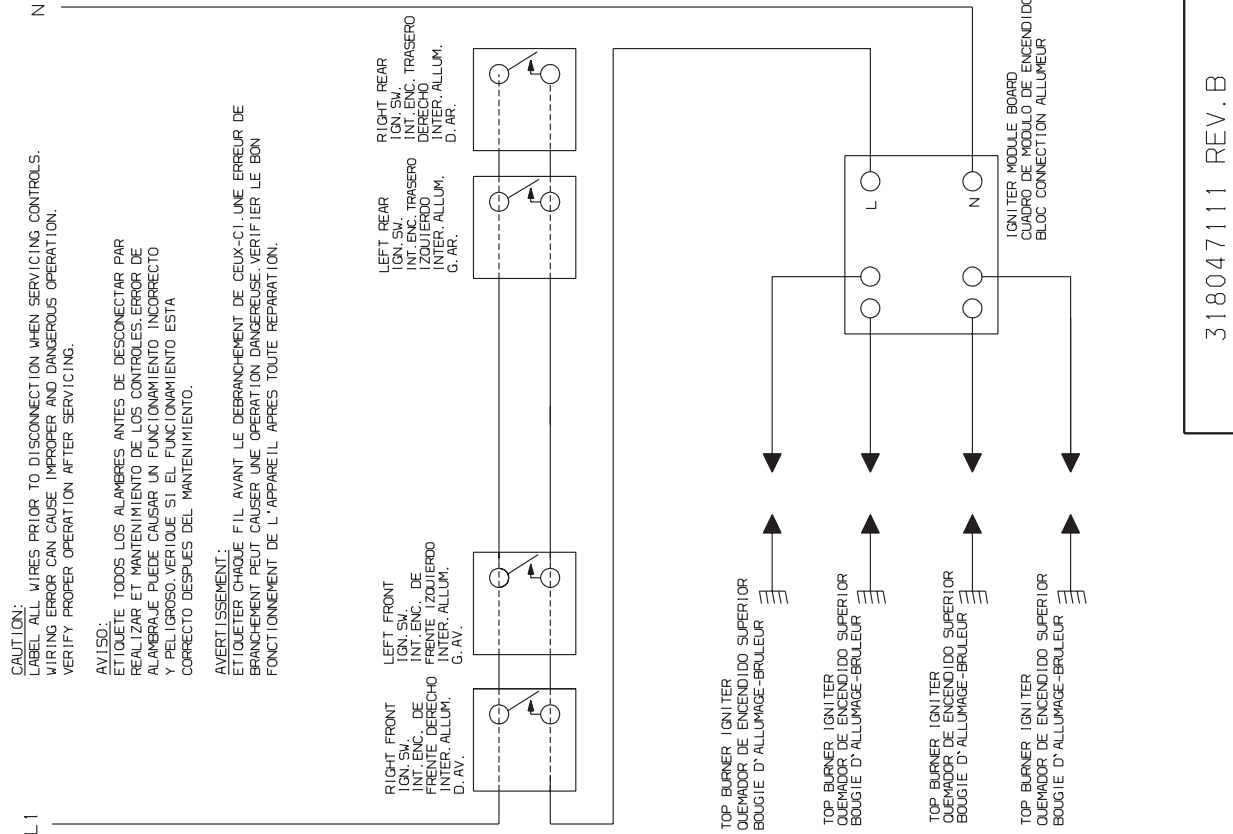 CAUTION:
LABEL ALL WIRES PRIOR TO DISCONNECTION WHEN SERVICING CONTROLS.
WIRING ERROR CAN CAUSE IMPROPER AND DANGEROUS OPERATION.
VERIFY PROPER OPERATION AFTER SERVICING.
AVISO:
ETIQUETE TODOS LOS ALAMBRES ANTES DE DESCONECTAR PAR
REALIZAR ET MANTENIMIENTO DE LOS CONTROLES.ERROR DE
ALAMBRAJE PUEDE CAUSAR UN FUNCIONAMIENTO INCORRECTO
Y PELIGROSO.VERIQUE SI EL FUNCIONAMIENTO ESTA
CORRECTO DESPUES DEL MANTENIMIENTO.
AVERTISSEMENT:
ETIQUETER CHAQUE FIL AVANT LE DEBRANCHEMENT DE CEUX-CI.UNE ERREUR DE
BRANCHEMENT PEUT CAUSER UNE OPERATION DANGEREUSE.VERIFIER LE BON
FONCTIONNEMENT DE L'APPAREIL APRES TOUTE REPARATION.
L1
N
RIGHT FRONT
IGN.SW.
INT.ENC. DE
FRENTE DERECHO
INTER.ALLUM.
D.AV.
LEFT FRONT
IGN.SW.
INT.ENC. DE
FRENTE IZQUIERDO
INTER.ALLUM.
G.AV.
LEFT REAR
IGN.SW.
INT.ENC.TRASERO
IZQUIERDO
INTER.ALLUM.
G.AR.
RIGHT REAR
IGN.SW.
INT.ENC.TRASERO
DERECHO
INTER.ALLUM.
D.AR.
TOP BURNER IGNITER
QUEMADOR DE ENCENDIDO SUPERIOR
BOUGIE D'ALLUMAGE-BRULEUR
TOP BURNER IGNITER
QUEMADOR DE ENCENDIDO SUPERIOR
BOUGIE D'ALLUMAGE-BRULEUR
TOP BURNER IGNITER
QUEMADOR DE ENCENDIDO SUPERIOR
BOUGIE D'ALLUMAGE-BRULEUR
TOP BURNER IGNITER
QUEMADOR DE ENCENDIDO SUPERIOR
BOUGIE D'ALLUMAGE-BRULEUR
L
N
IGNITER MODULE BOARD
CUADRO DE MODULO DE ENCENDIDO
BLOC CONNECTION ALLUMEUR
318047111 REV.B